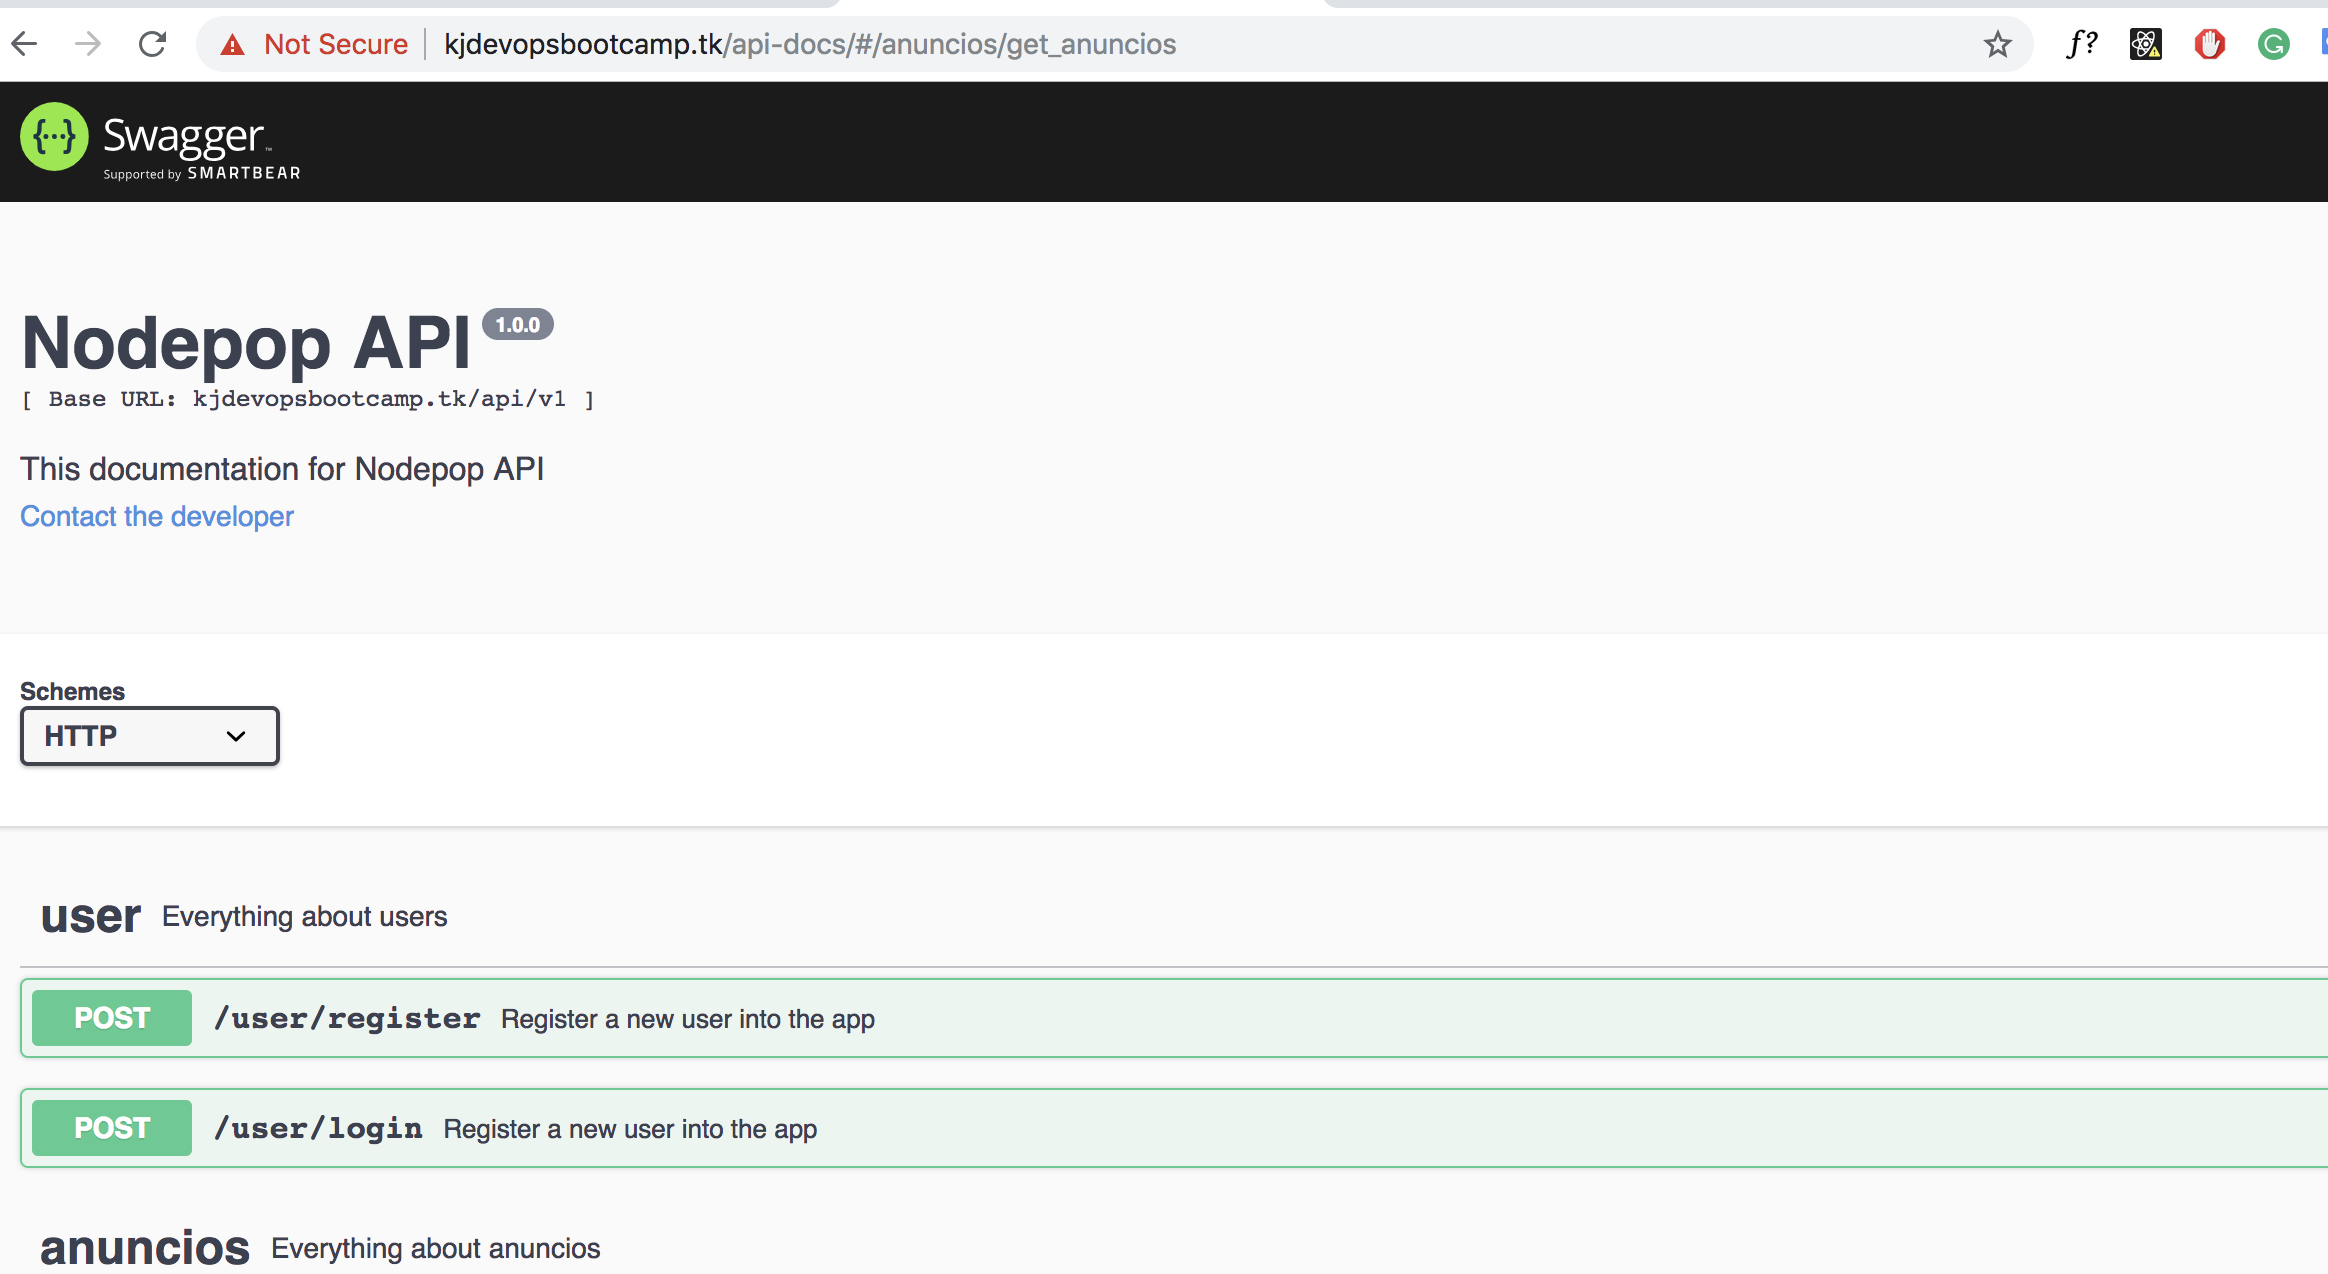 Not Secure kjdevopsbootcamp.tk/api-docs/#/anuncios/get_anuncios f?
{···} Swagger™
Supported by SMARTBEAR
Nodepop API 1.0.0
[ Base URL: kjdevopsbootcamp.tk/api/v1 ]
This documentation for Nodepop API
Contact the developer
Schemes
HTTP
user Everything about users
POST /user/register Register a new user into the app
POST /user/login Register a new user into the app
anuncios Everything about anuncios